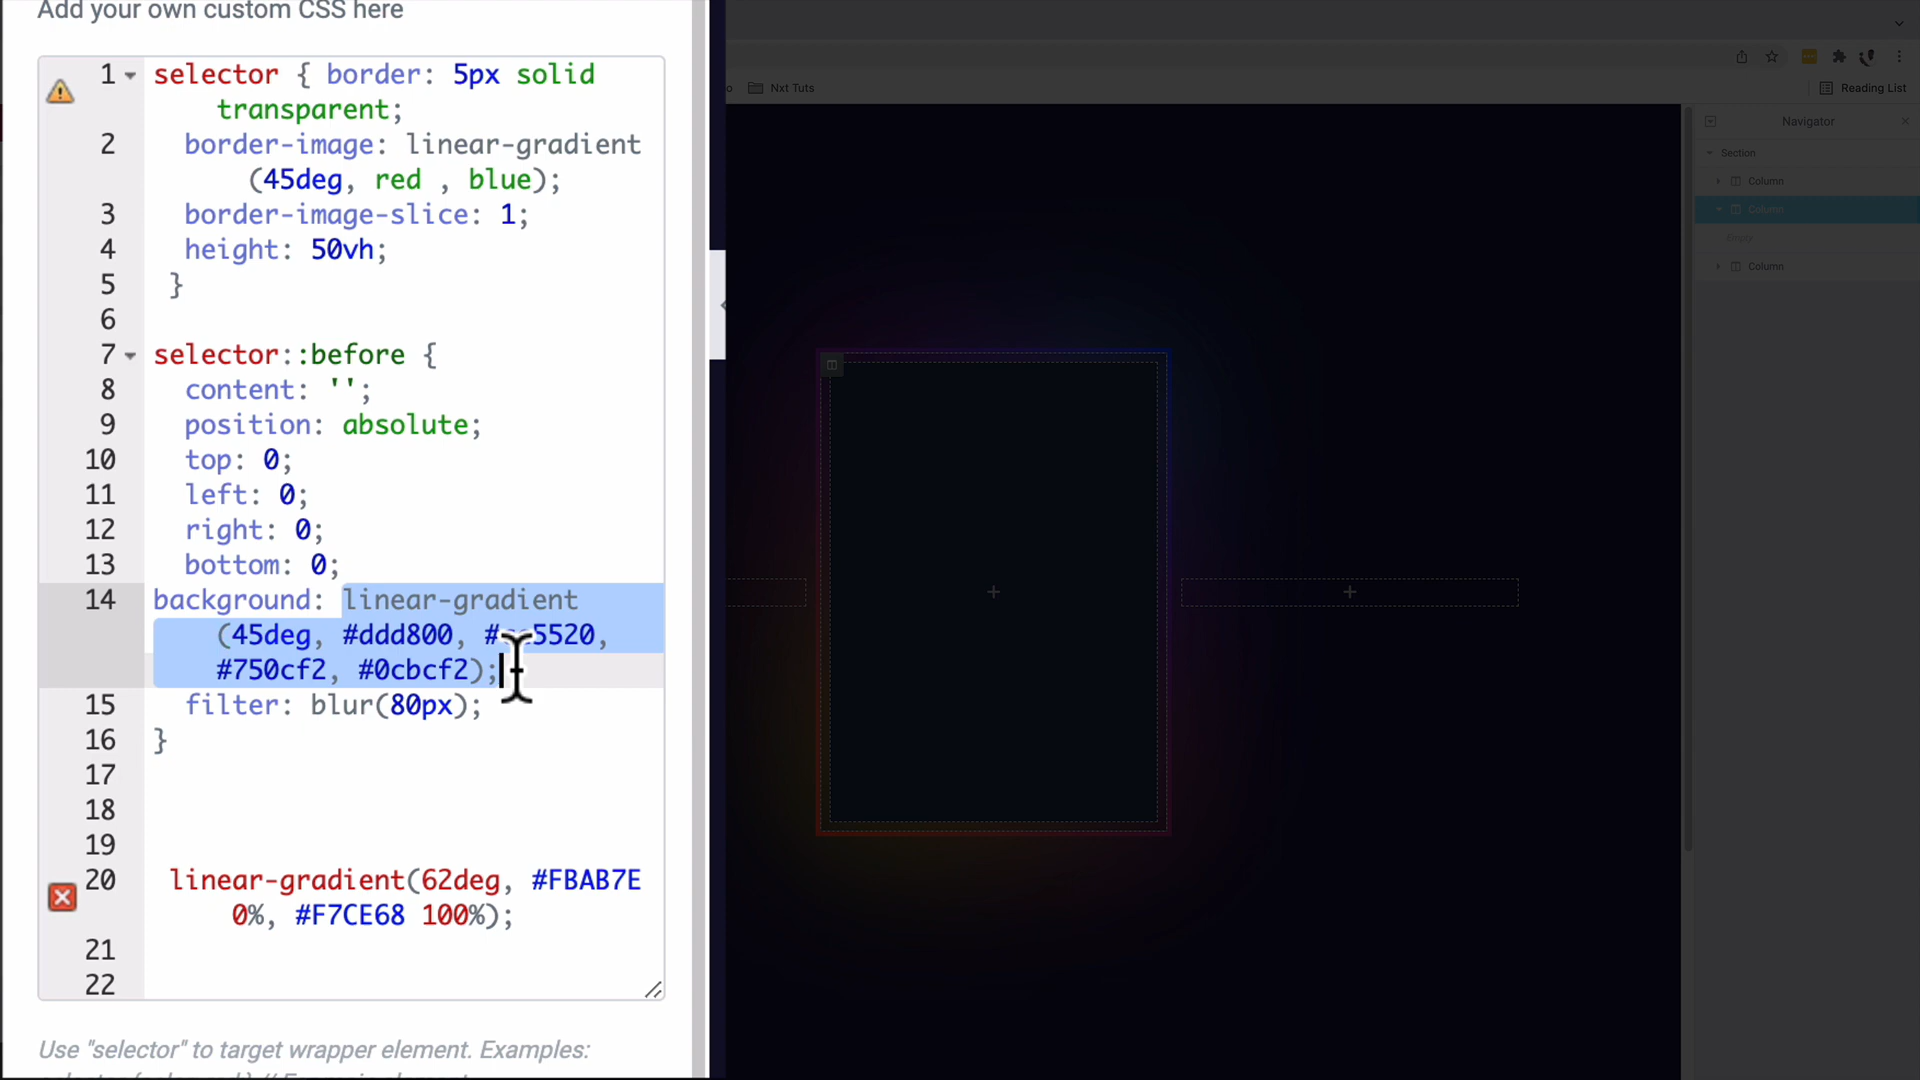 Add your own custom CSS here
1 selector { border: 5px solid
transparent;
2 border-image: linear-gradient
(45deg, red , blue);
3 border-image-slice: 1;
4 height: 50vh;
5 }
6
7 selector::before {
8 content: '';
9 position: absolute;
10 top: 0;
11 left: 0;
12 right: 0;
13 bottom: 0;
14 background: linear-gradient
(45deg, #ddd800, 5520,
#750cf2, #0cbcf2);
15 filter: blur(80px);
16 }
17
18
19
20 linear-gradient(62deg, #FBAB7E
0%, #F7CE68 100%);
21
22
Use "selector" to target wrapper element. Examples:
Nxt Tuts
Reading List
Navigator
Section
Column
Column
Empty
Column